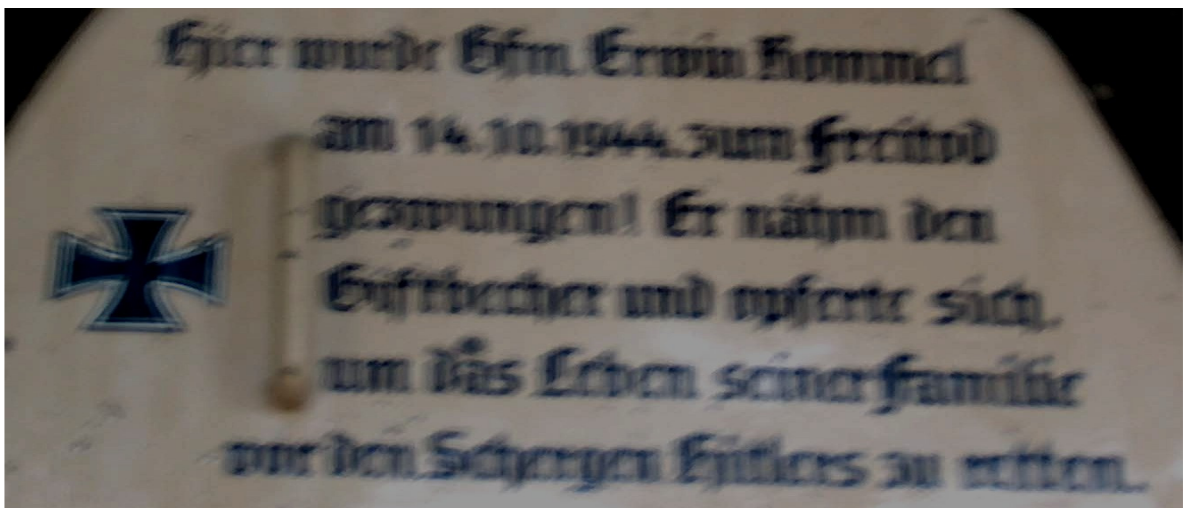 Hier wurde Gfm. Erwin Rommel
am 14.10.1944. zum Freitod
gezwungen! Er nahm den
Giftbecher und opferte sich,
um das Leben seiner Familie
vor den Schergen Hitlers zu retten.